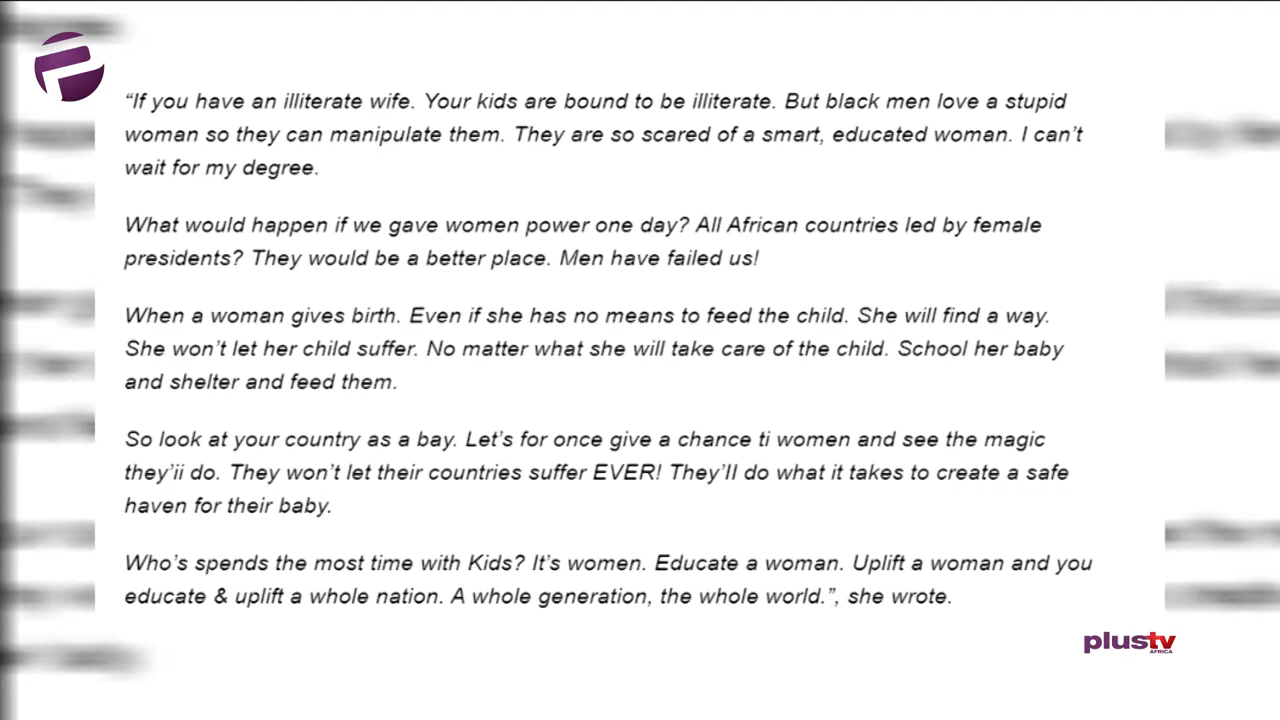 “If you have an illiterate wife. Your kids are bound to be illiterate. But black men love a stupid
woman so they can manipulate them. They are so scared of a smart, educated woman. I can’t
wait for my degree.
What would happen if we gave women power one day? All African countries led by female
presidents? They would be a better place. Men have failed us!
When a woman gives birth. Even if she has no means to feed the child. She will find a way.
She won’t let her child suffer. No matter what she will take care of the child. School her baby
and shelter and feed them.
So look at your country as a bay. Let’s for once give a chance ti women and see the magic
they’ii do. They won’t let their countries suffer EVER! They’ll do what it takes to create a safe
haven for their baby.
Who’s spends the most time with Kids? It’s women. Educate a woman. Uplift a woman and you
educate & uplift a whole nation. A whole generation, the whole world.”, she wrote.
plustv
AFRICA